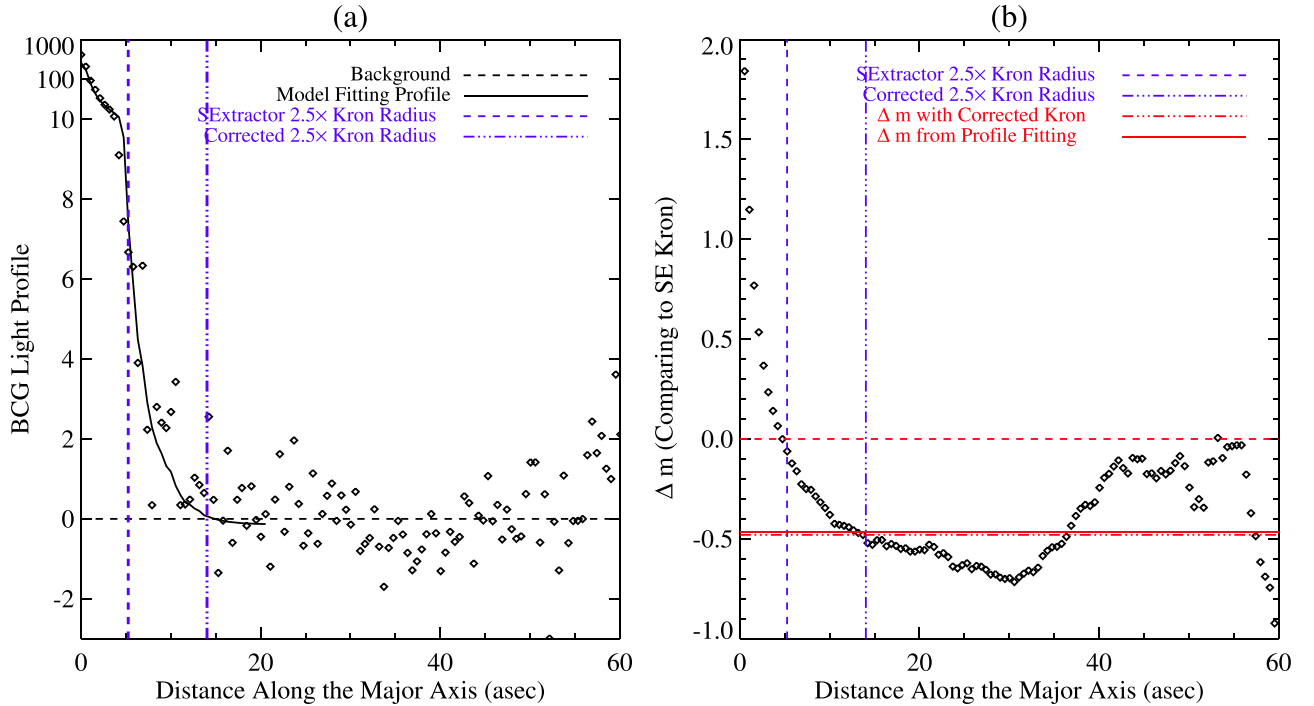 (a)
1000
100
10
8
6
4
2
0
-2
0
20
40
60
BCG Light Profile
Distance Along the Major Axis (asec)
Background
Model Fitting Profile
SExtractor 2.5× Kron Radius
Corrected 2.5× Kron Radius
(b)
2.0
1.5
1.0
0.5
0.0
-0.5
-1.0
0
20
40
60
Δ m (Comparing to SE Kron)
Distance Along the Major Axis (asec)
SExtractor 2.5× Kron Radius
Corrected 2.5× Kron Radius
Δ m with Corrected Kron
Δ m from Profile Fitting